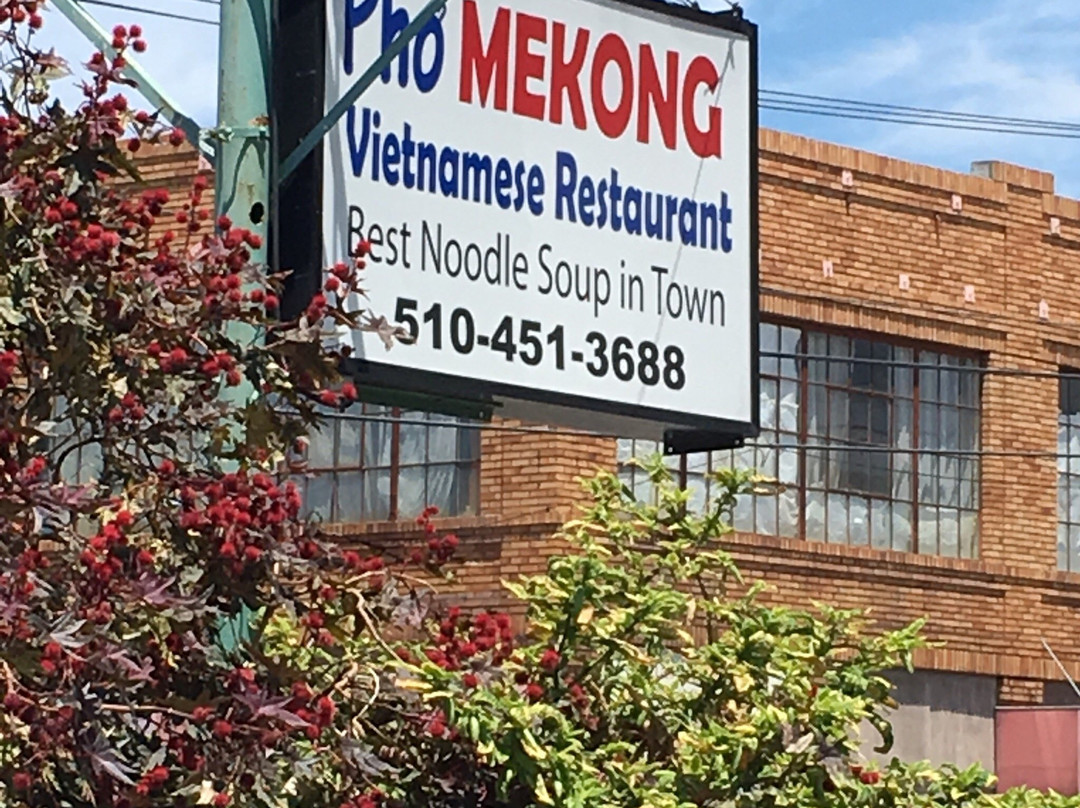 Phở MEKONG
Vietnamese Restaurant
Best Noodle Soup in Town
510-451-3688